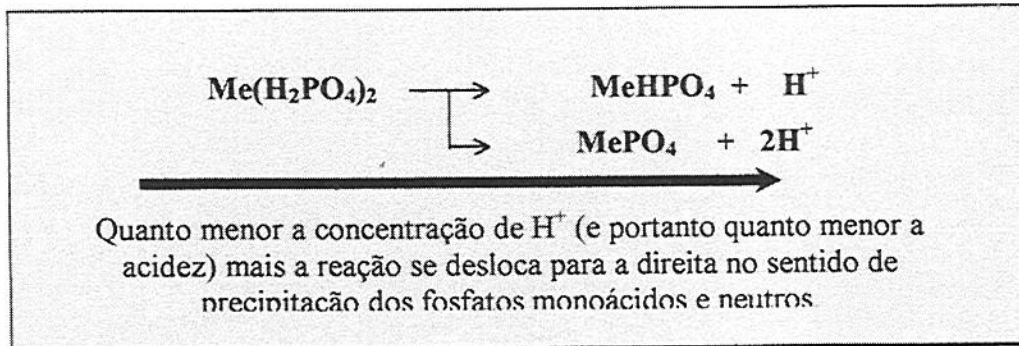 Me(H₂PO₄)₂ → MeHPO₄ + H⁺
→ MePO₄ + 2H⁺
Quanto menor a concentração de H⁺ (e portanto quanto menor a
acidez) mais a reação se desloca para a direita no sentido de
precipitação dos fosfatos monoácidos e neutros